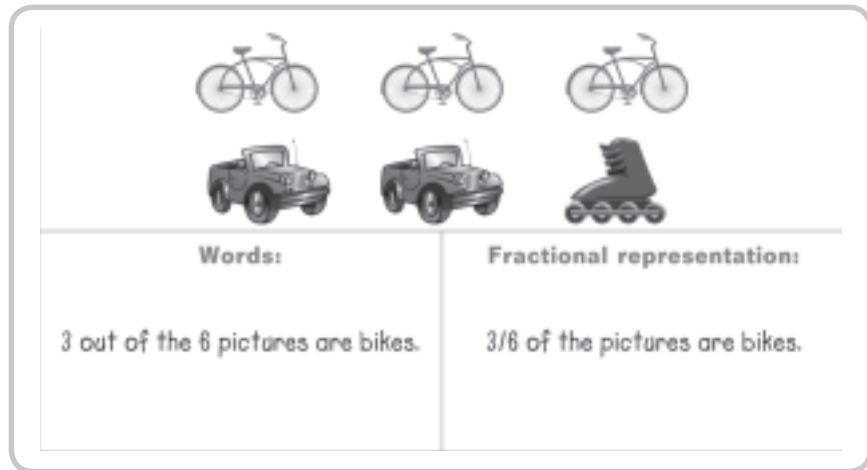 Words:
Fractional representation:
3 out of the 6 pictures are bikes.
3/6 of the pictures are bikes.